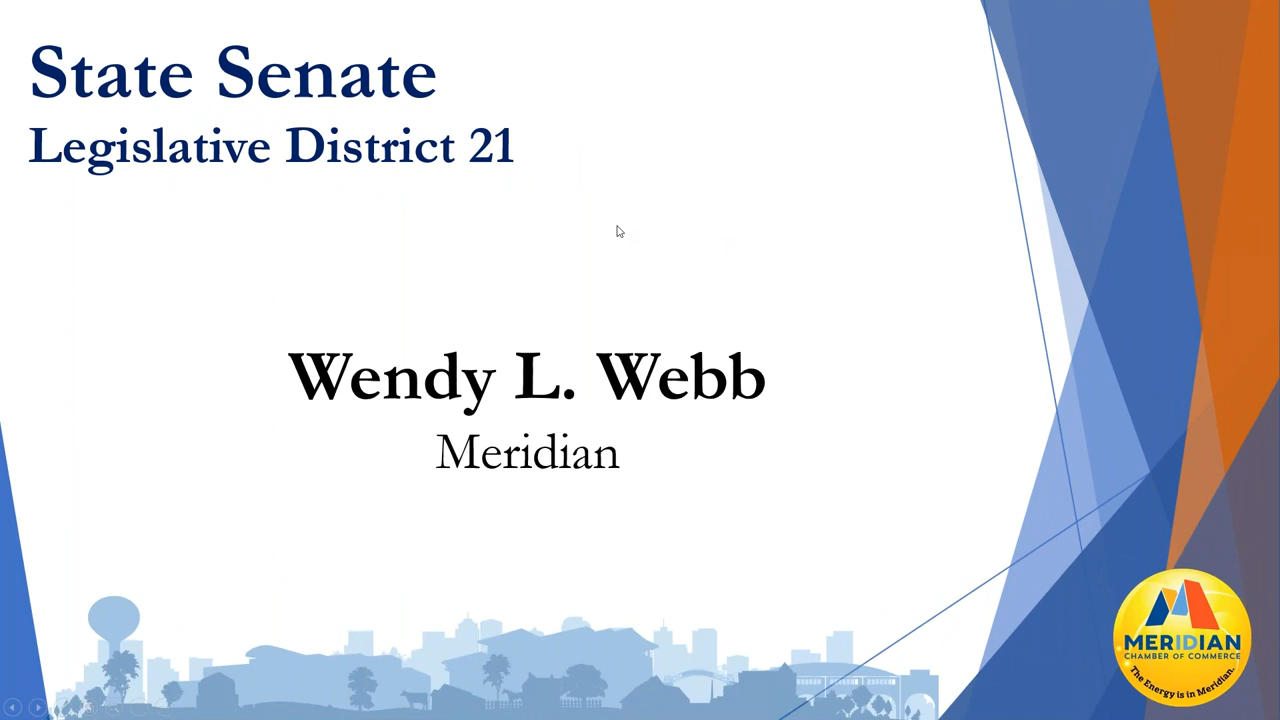 State Senate
Legislative District 21
Wendy L. Webb
Meridian
MERIDIAN
CHAMBER OF COMMERCE
The Energy is in Meridian.